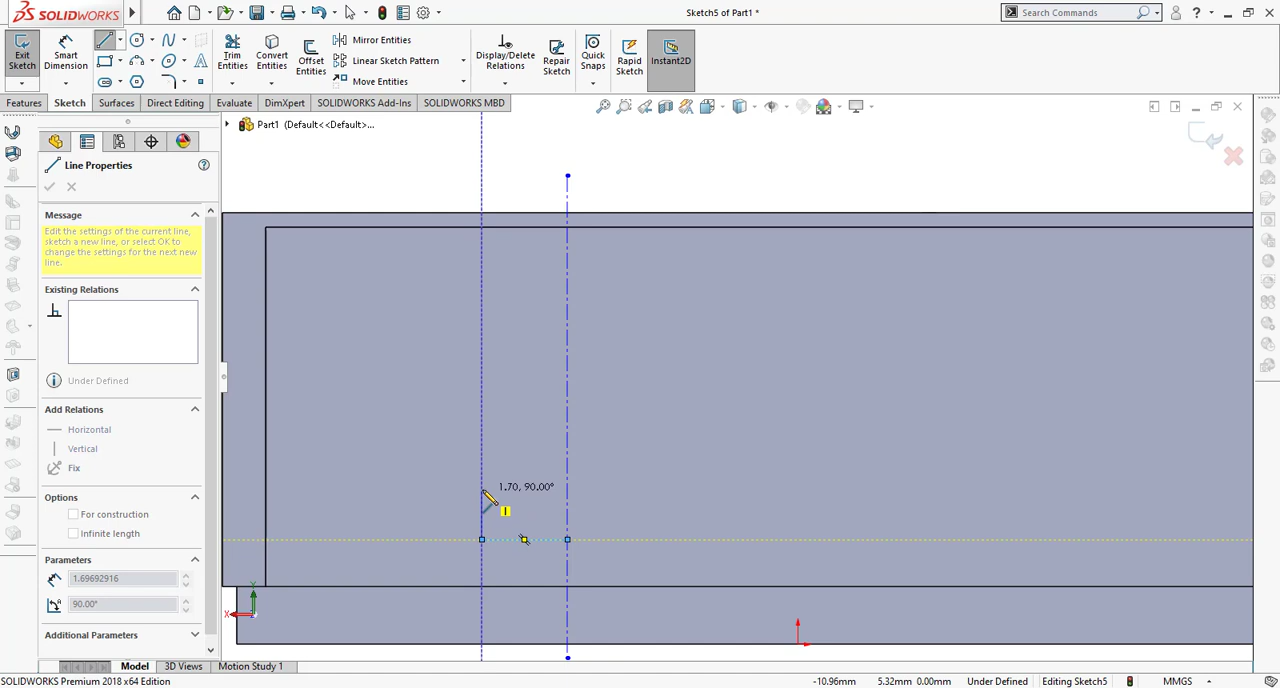 SOLIDWORKS
Sketch5 of Part1 *
Search Commands
Exit Sketch
Smart Dimension
Trim Entities
Convert Entities
Offset Entities
Mirror Entities
Linear Sketch Pattern
Move Entities
Display/Delete Relations
Repair Sketch
Quick Snaps
Rapid Sketch
Instant2D
Features
Sketch
Surfaces
Direct Editing
Evaluate
DimXpert
SOLIDWORKS Add-Ins
SOLIDWORKS MBD
Part1 (Default<<Default>...
Line Properties
Message
Edit the settings of the current line,
sketch a new line, or select OK to
change the settings for the next new
line.
Existing Relations
Under Defined
Add Relations
Horizontal
Vertical
Fix
Options
For construction
Infinite length
Parameters
1.69692916
90.00°
Additional Parameters
1.70, 90.00°
Y
X
Model
3D Views
Motion Study 1
SOLIDWORKS Premium 2018 x64 Edition
-10.96mm
5.32mm 0.00mm
Under Defined
Editing Sketch5
MMGS